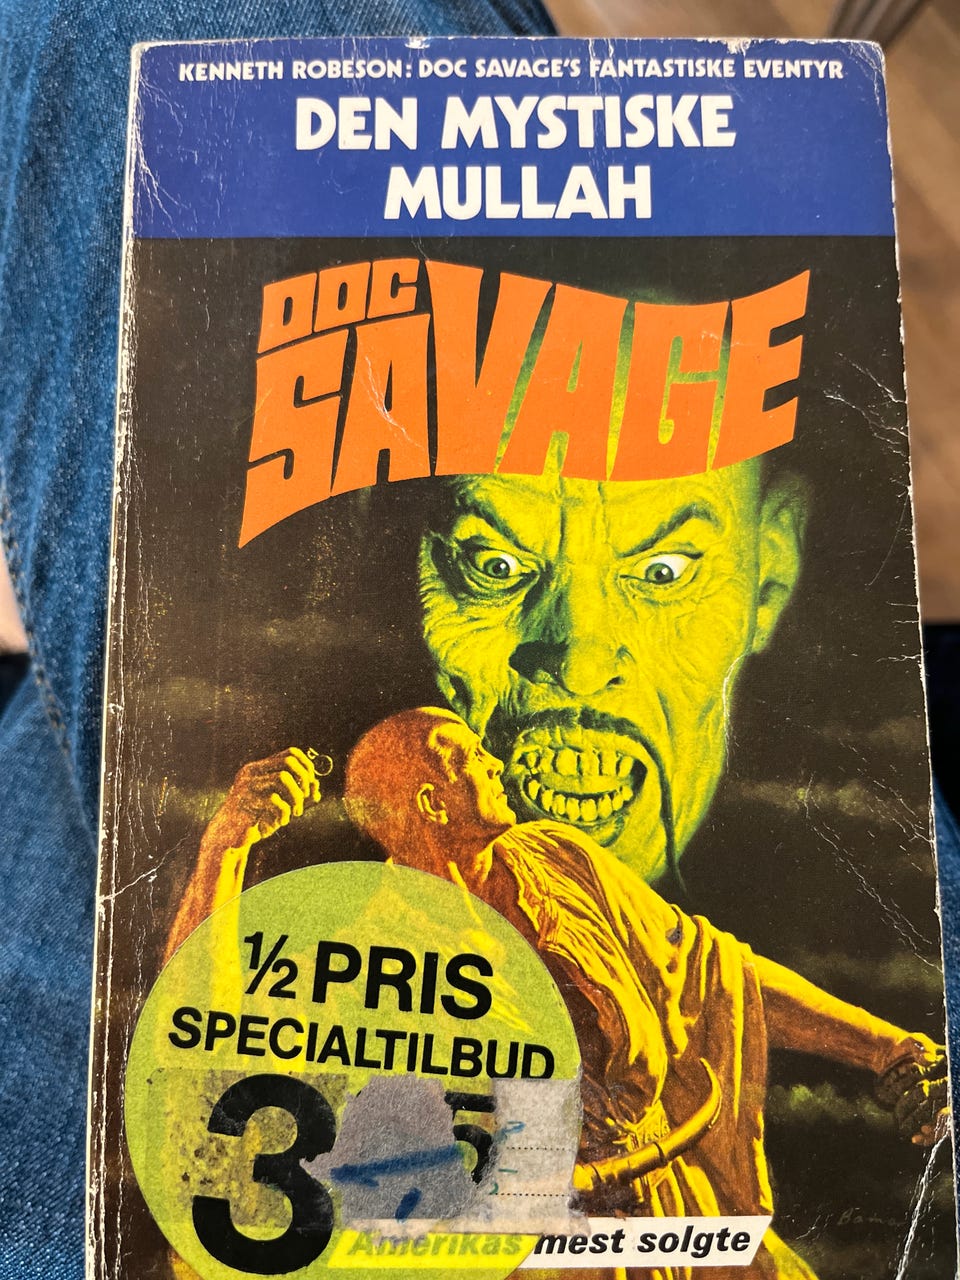 KENNETH ROBESON: DOC SAVAGE'S FANTASTISKE EVENTYR
DEN MYSTISKE
MULLAH
DOC
SAVAGE
½ PRIS
SPECIALTILBUD
3
Bama
Amerikas mest solgte